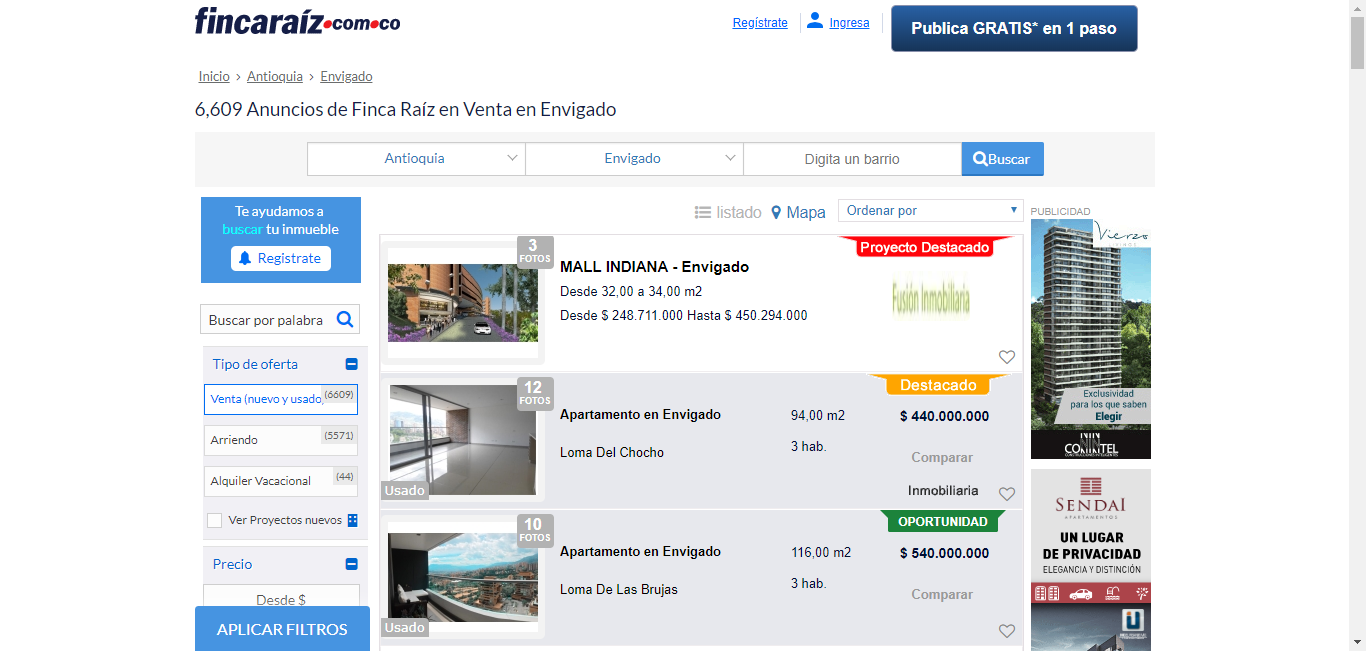 fincaraíz.com.co
Regístrate
Ingresa
Publica GRATIS* en 1 paso
Inicio > Antioquia > Envigado
6,609 Anuncios de Finca Raíz en Venta en Envigado
Antioquia
Envigado
Digita un barrio
Buscar
Te ayudamos a
buscar tu inmueble
Registrate
listado
Mapa
Ordenar por
PUBLICIDAD
Buscar por palabra
Tipo de oferta
Venta (nuevo y usado)
(6609)
Arriendo
(5571)
Alquiler Vacacional
(44)
Ver Proyectos nuevos
Precio
Desde $
APLICAR FILTROS
3
FOTOS
MALL INDIANA - Envigado
Desde 32,00 a 34,00 m2
Desde $ 248.711.000 Hasta $ 450.294.000
Proyecto Destacado
Fusión Inmobiliaria
12
FOTOS
Usado
Apartamento en Envigado
Loma Del Chocho
94,00 m2
3 hab.
Destacado
$ 440.000.000
Comparar
Inmobiliaria
10
FOTOS
Usado
Apartamento en Envigado
Loma De Las Brujas
116,00 m2
3 hab.
OPORTUNIDAD
$ 540.000.000
Comparar
Vierzo
Exclusividad
para los que saben
Elegir
CONINTEL
SENDAI
APARTAMENTOS
UN LUGAR
DE PRIVACIDAD
ELEGANCIA Y DISTINCIÓN